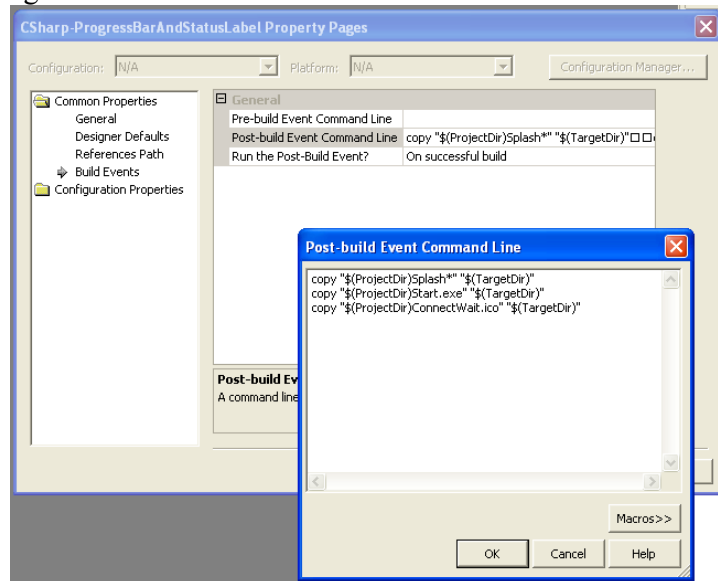 CSharp-ProgressBarAndStatusLabel Property Pages
Configuration: N/A Platform: N/A Configuration Manager...
Common Properties
General
Designer Defaults
References Path
Build Events
Configuration Properties
General
Pre-build Event Command Line
Post-build Event Command Line copy "$(ProjectDir)Splash*" "$(TargetDir)"□□
Run the Post-Build Event? On successful build
Post-build Ev
A command line
Post-build Event Command Line
copy "$(ProjectDir)Splash*" "$(TargetDir)"
copy "$(ProjectDir)Start.exe" "$(TargetDir)"
copy "$(ProjectDir)ConnectWait.ico" "$(TargetDir)"
Macros>>
OK Cancel Help